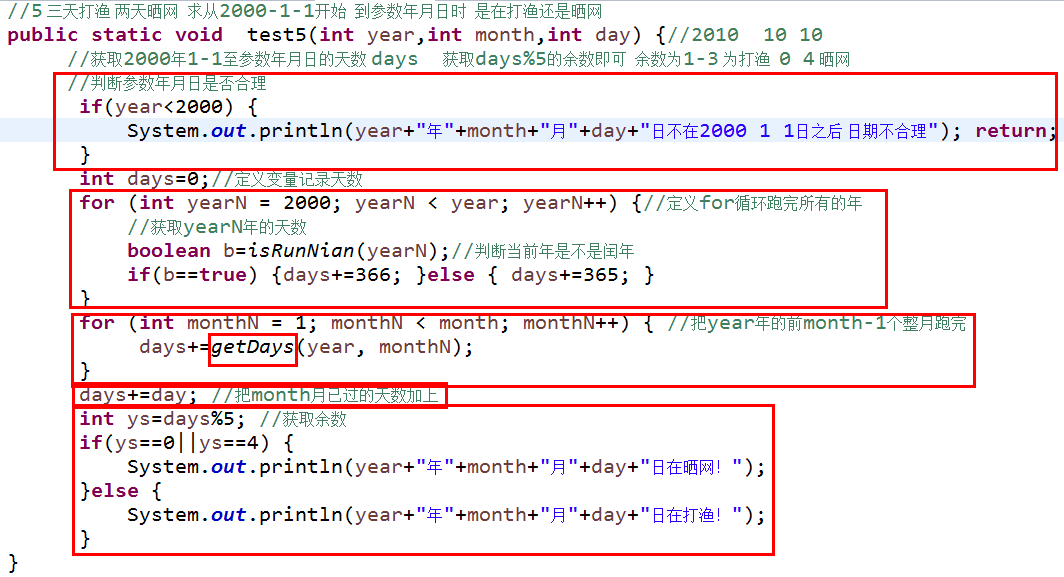 //5 三天打渔 两天晒网  求从2000-1-1开始  到参数年月日时  是在打渔还是晒网
public static void  test5(int year,int month,int day) {//2010  10 10
//获取2000年1-1至参数年月日的天数 days   获取days%5的余数即可  余数为1-3 为打渔  0 4 晒网
//判断参数年月日是否合理
if(year<2000) {
System.out.println(year+"年"+month+"月"+day+"日不在2000 1 1日之后 日期不合理"); return;
}
int days=0;//定义变量记录天数
for (int yearN = 2000; yearN < year; yearN++) {//定义for循环跑完所有的年
//获取yearN年的天数
boolean b=isRunNian(yearN);//判断当前年是不是闰年
if(b==true) {days+=366; }else { days+=365; }
}
for (int monthN = 1; monthN < month; monthN++) { //把year年的前month-1个整月跑完
days+=getDays(year, monthN);
}
days+=day; //把month月已过的天数加上
int ys=days%5; //获取余数
if(ys==0||ys==4) {
System.out.println(year+"年"+month+"月"+day+"日在晒网！");
}else {
System.out.println(year+"年"+month+"月"+day+"日在打渔！");
}
}